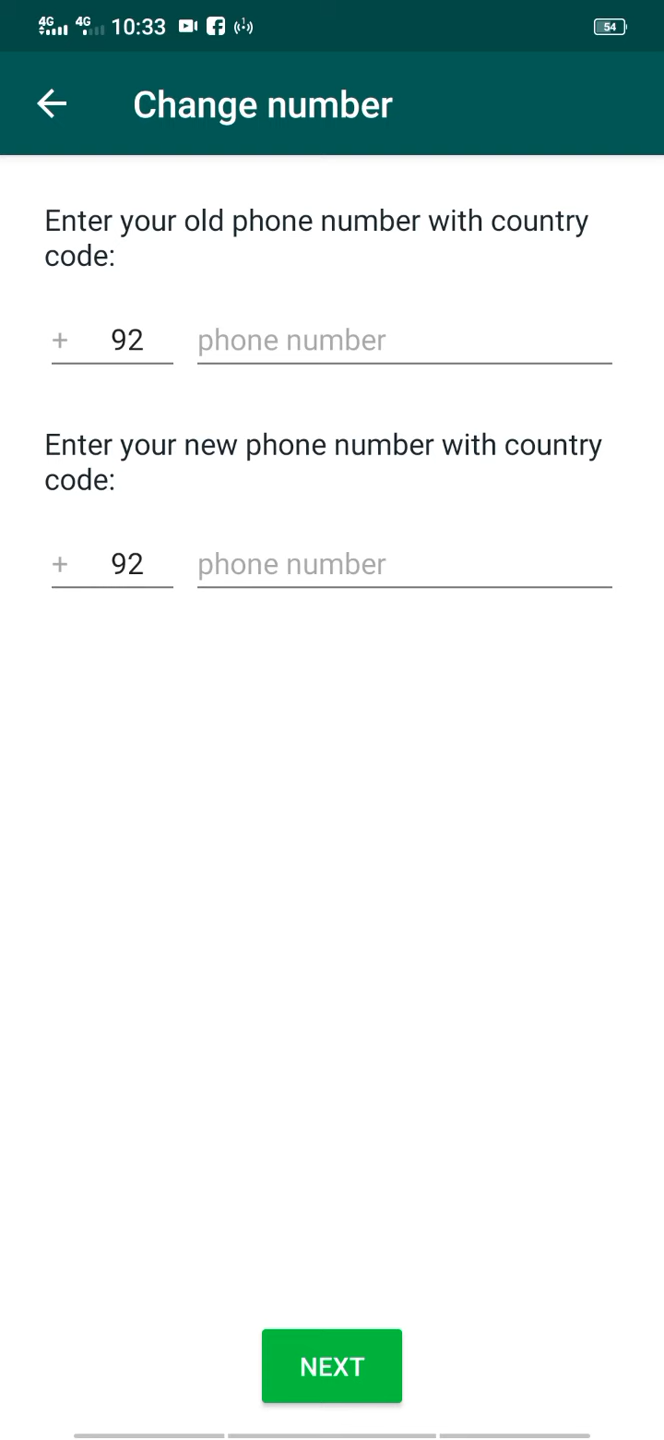 4G 4G 10:33 54
Change number
Enter your old phone number with country
code:
+ 92 phone number
Enter your new phone number with country
code:
+ 92 phone number
NEXT